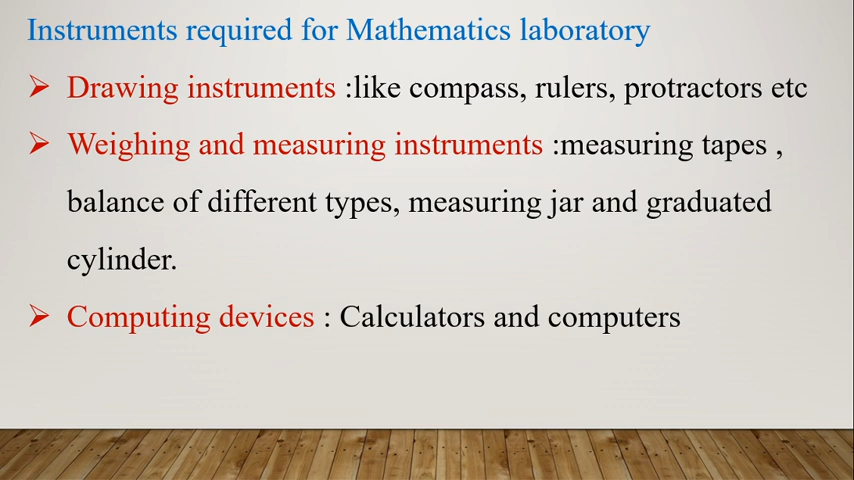 Instruments required for Mathematics laboratory
➢ Drawing instruments :like compass, rulers, protractors etc
➢ Weighing and measuring instruments :measuring tapes ,
balance of different types, measuring jar and graduated
cylinder.
➢ Computing devices : Calculators and computers